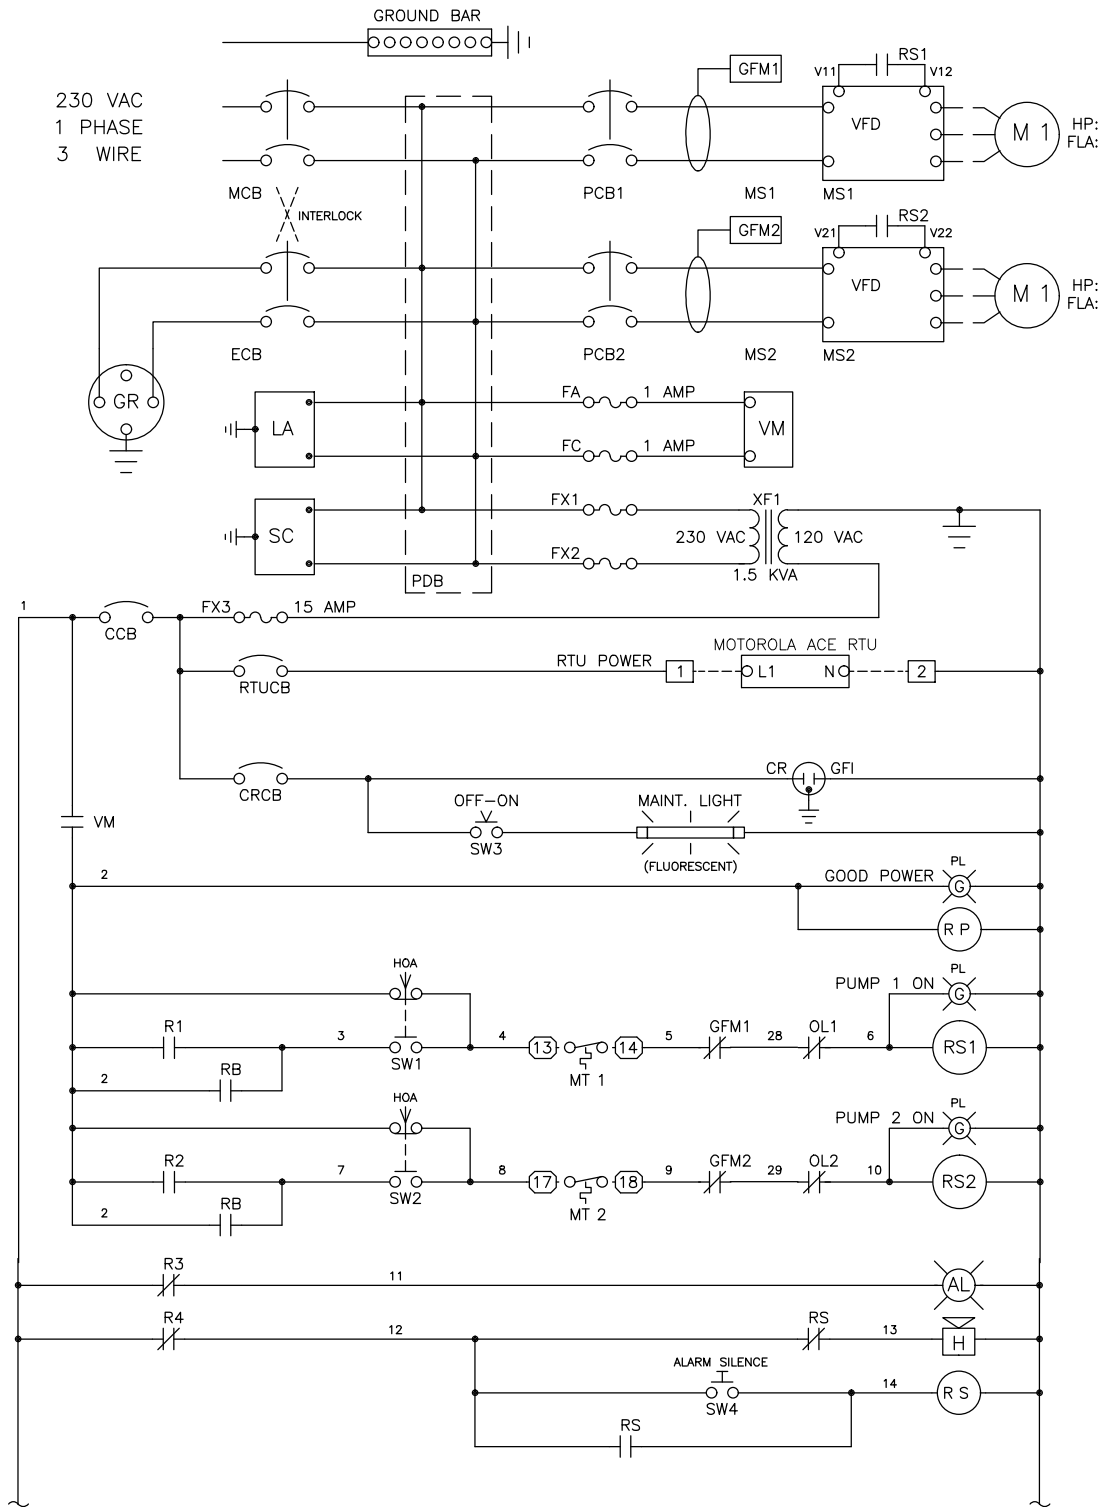 GROUND BAR
GFM1
RS1
V11
V12
230 VAC
1 PHASE
3 WIRE
VFD
M 1
HP:
FLA:
MCB
PCB1
MS1
MS1
INTERLOCK
GFM2
RS2
V21
V22
VFD
M 1
HP:
FLA:
ECB
PCB2
MS2
MS2
GR
LA
FA
1 AMP
VM
FC
1 AMP
SC
FX1
XF1
230 VAC
120 VAC
FX2
1.5 KVA
PDB
1
CCB
FX3
15 AMP
MOTOROLA ACE RTU
RTU POWER
1
L1
N
2
RTUCB
CR
GFI
CRCB
OFF-ON
MAINT. LIGHT
VM
SW3
(FLUORESCENT)
2
GOOD POWER
PL
G
R P
HOA
PUMP 1 ON
PL
G
R1
3
SW1
4
13
14
MT 1
5
GFM1
28
OL1
6
RS1
2
RB
HOA
PUMP 2 ON
PL
G
R2
7
SW2
8
17
18
MT 2
9
GFM2
29
OL2
10
RS2
2
RB
R3
11
AL
R4
12
RS
13
H
ALARM SILENCE
SW4
14
R S
RS